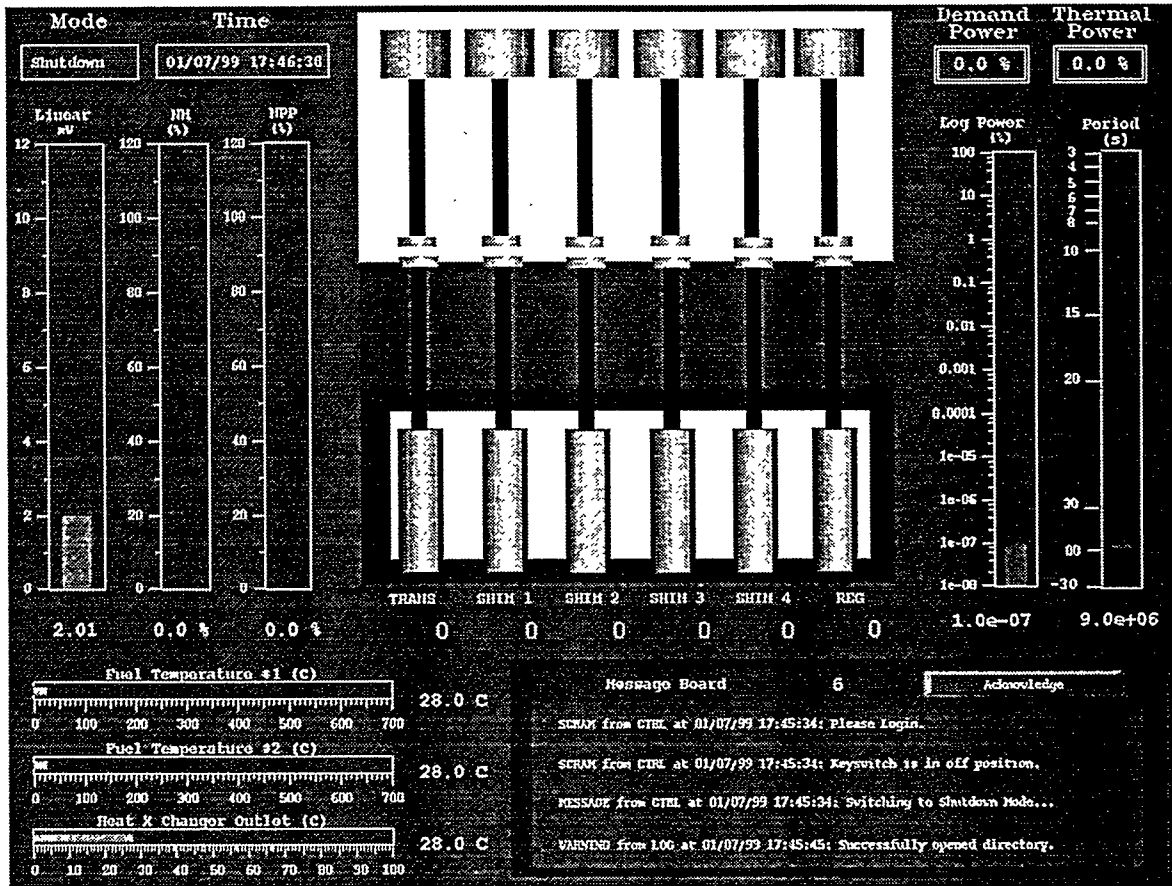 Mode
Time
Shutdown
01/07/99 17:46:38
Demand Power
Thermal Power
0.0 %
0.0 %
Linear
NPP
(%)
(%)
12
10
8
6
4
2
0
120
100
80
60
40
20
0
120
100
80
60
40
20
0
2.01
0.0 %
0.0 %
TRANS
SHIM 1
SHIM 2
SHIM 3
SHIM 4
REG
0
0
0
0
0
0
Log Power
(%)
100
10
1
0.1
0.01
0.001
0.0001
1e-05
1e-06
1e-07
1e-08
1.0e-07
Period
(s)
3
4
5
6
7
8
10
15
20
30
-30
9.0e+06
Fuel Temperature #1 (C)
0 100 200 300 400 500 600 700
28.0 C
Fuel Temperature #2 (C)
0 100 200 300 400 500 600 700
28.0 C
Heat X Changer Outlet (C)
0 10 20 30 40 50 60 70 80 90 100
28.0 C
Message Board
6
Acknowledge
SCRAM from CTRL at 01/07/99 17:45:34: Please Login.
SCRAM from CTRL at 01/07/99 17:45:34: Keyswitch is in off position.
MESSAGE from CTRL at 01/07/99 17:45:34: Switching to Shutdown Mode...
WARNING from LOG at 01/07/99 17:45:45: Successfully opened directory.